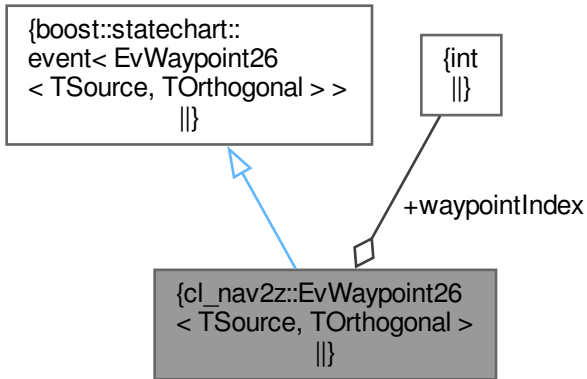 {boost::statechart::
event< EvWaypoint26
< TSource, TOrthogonal > >
||}
{int
||}
+waypointIndex
{cl_nav2z::EvWaypoint26
< TSource, TOrthogonal >
||}